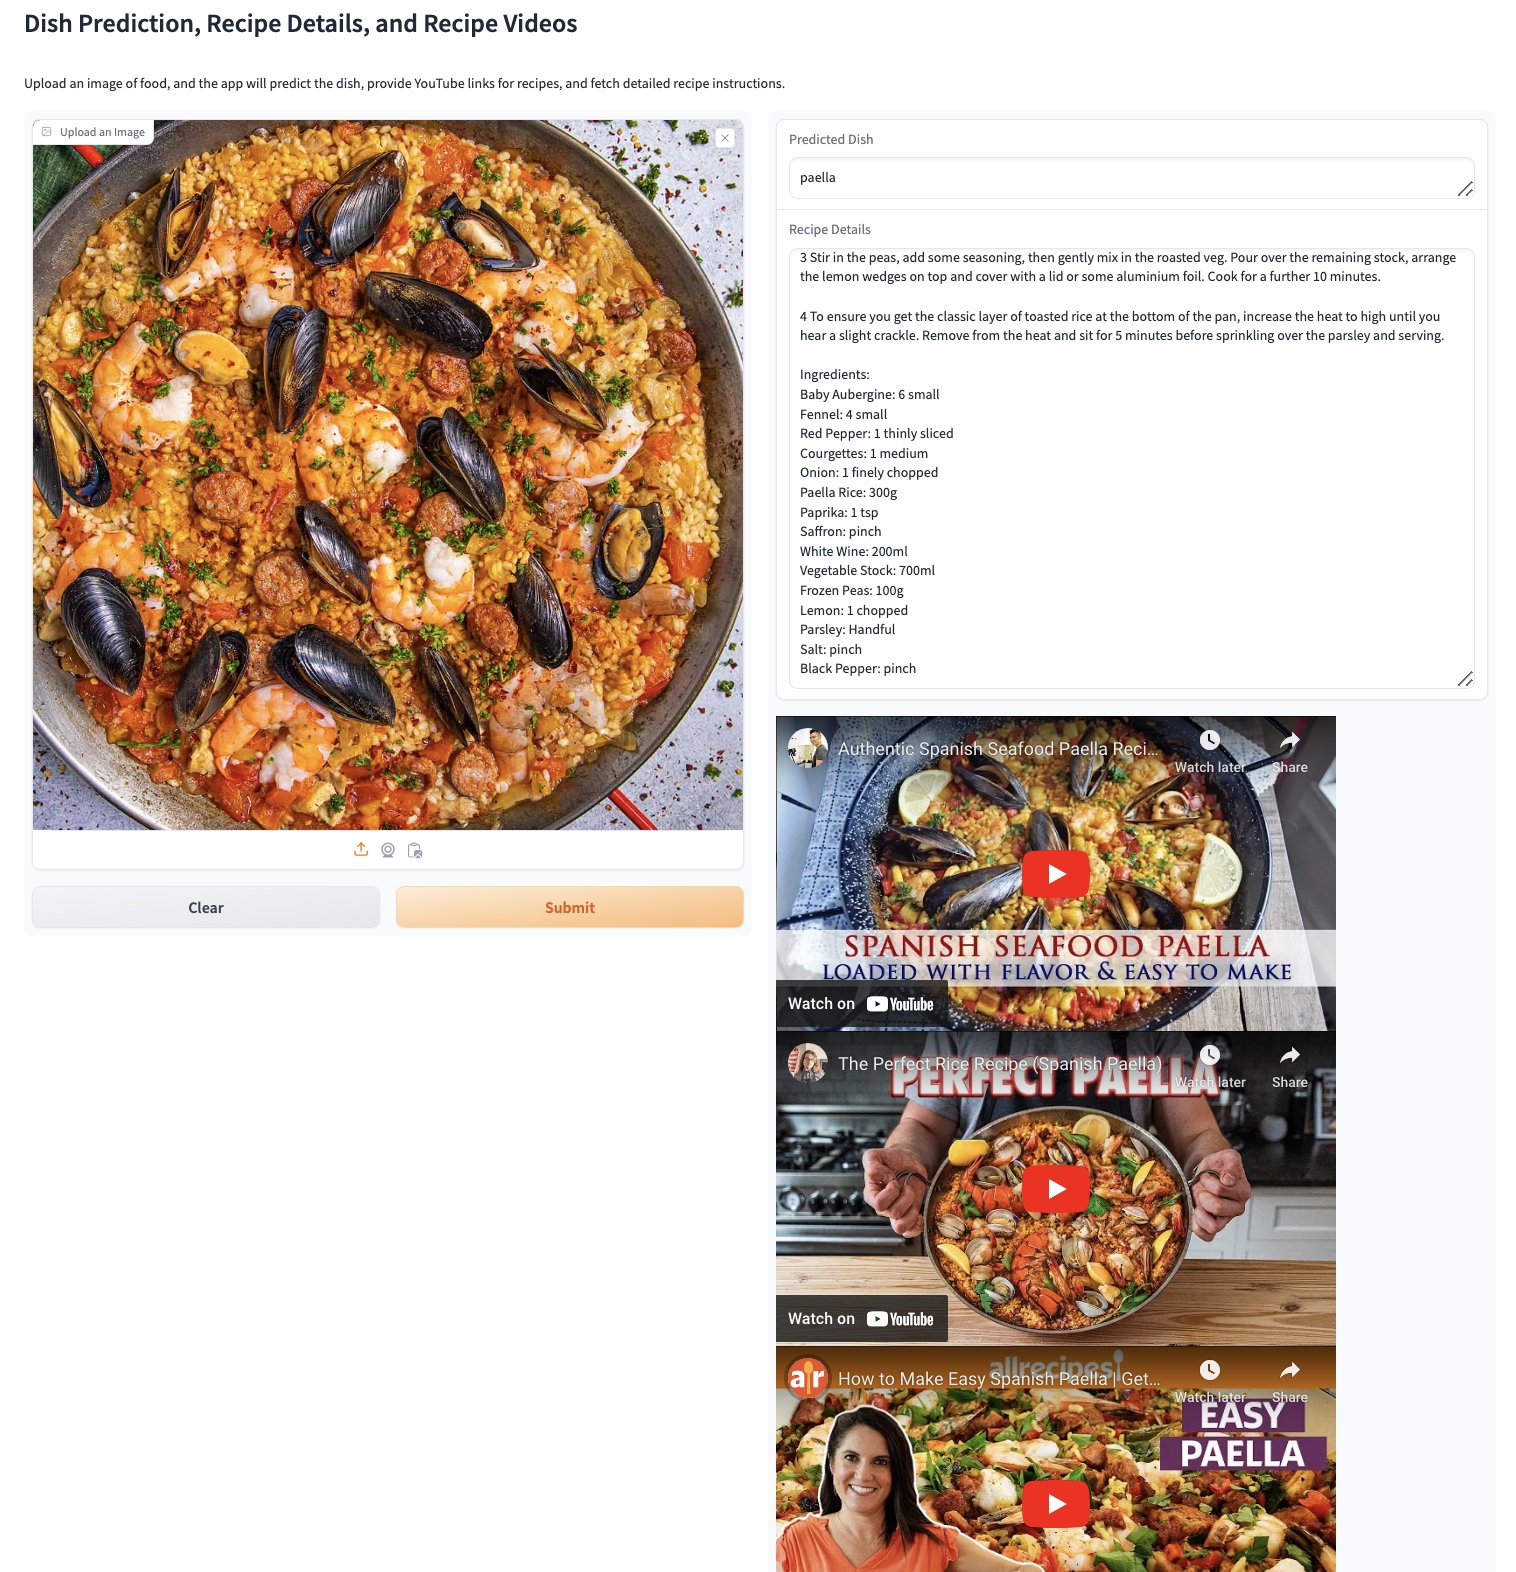 Dish Prediction, Recipe Details, and Recipe Videos
Upload an image of food, and the app will predict the dish, provide YouTube links for recipes, and fetch detailed recipe instructions.
Upload an Image
Clear
Submit
Predicted Dish
paella
Recipe Details
3 Stir in the peas, add some seasoning, then gently mix in the roasted veg. Pour over the remaining stock, arrange
the lemon wedges on top and cover with a lid or some aluminium foil. Cook for a further 10 minutes.
4 To ensure you get the classic layer of toasted rice at the bottom of the pan, increase the heat to high until you
hear a slight crackle. Remove from the heat and sit for 5 minutes before sprinkling over the parsley and serving.
Ingredients:
Baby Aubergine: 6 small
Fennel: 4 small
Red Pepper: 1 thinly sliced
Courgettes: 1 medium
Onion: 1 finely chopped
Paella Rice: 300g
Paprika: 1 tsp
Saffron: pinch
White Wine: 200ml
Vegetable Stock: 700ml
Frozen Peas: 100g
Lemon: 1 chopped
Parsley: Handful
Salt: pinch
Black Pepper: pinch
Authentic Spanish Seafood Paella Reci...
Watch later
Share
SPANISH SEAFOOD PAELLA
LOADED WITH FLAVOR & EASY TO MAKE
Watch on YouTube
The Perfect Rice Recipe (Spanish Paella)
Watch later
Share
PERFECT PAELLA
Watch on YouTube
allrecipes
ar
How to Make Easy Spanish Paella | Get...
Watch later
Share
EASY
PAELLA